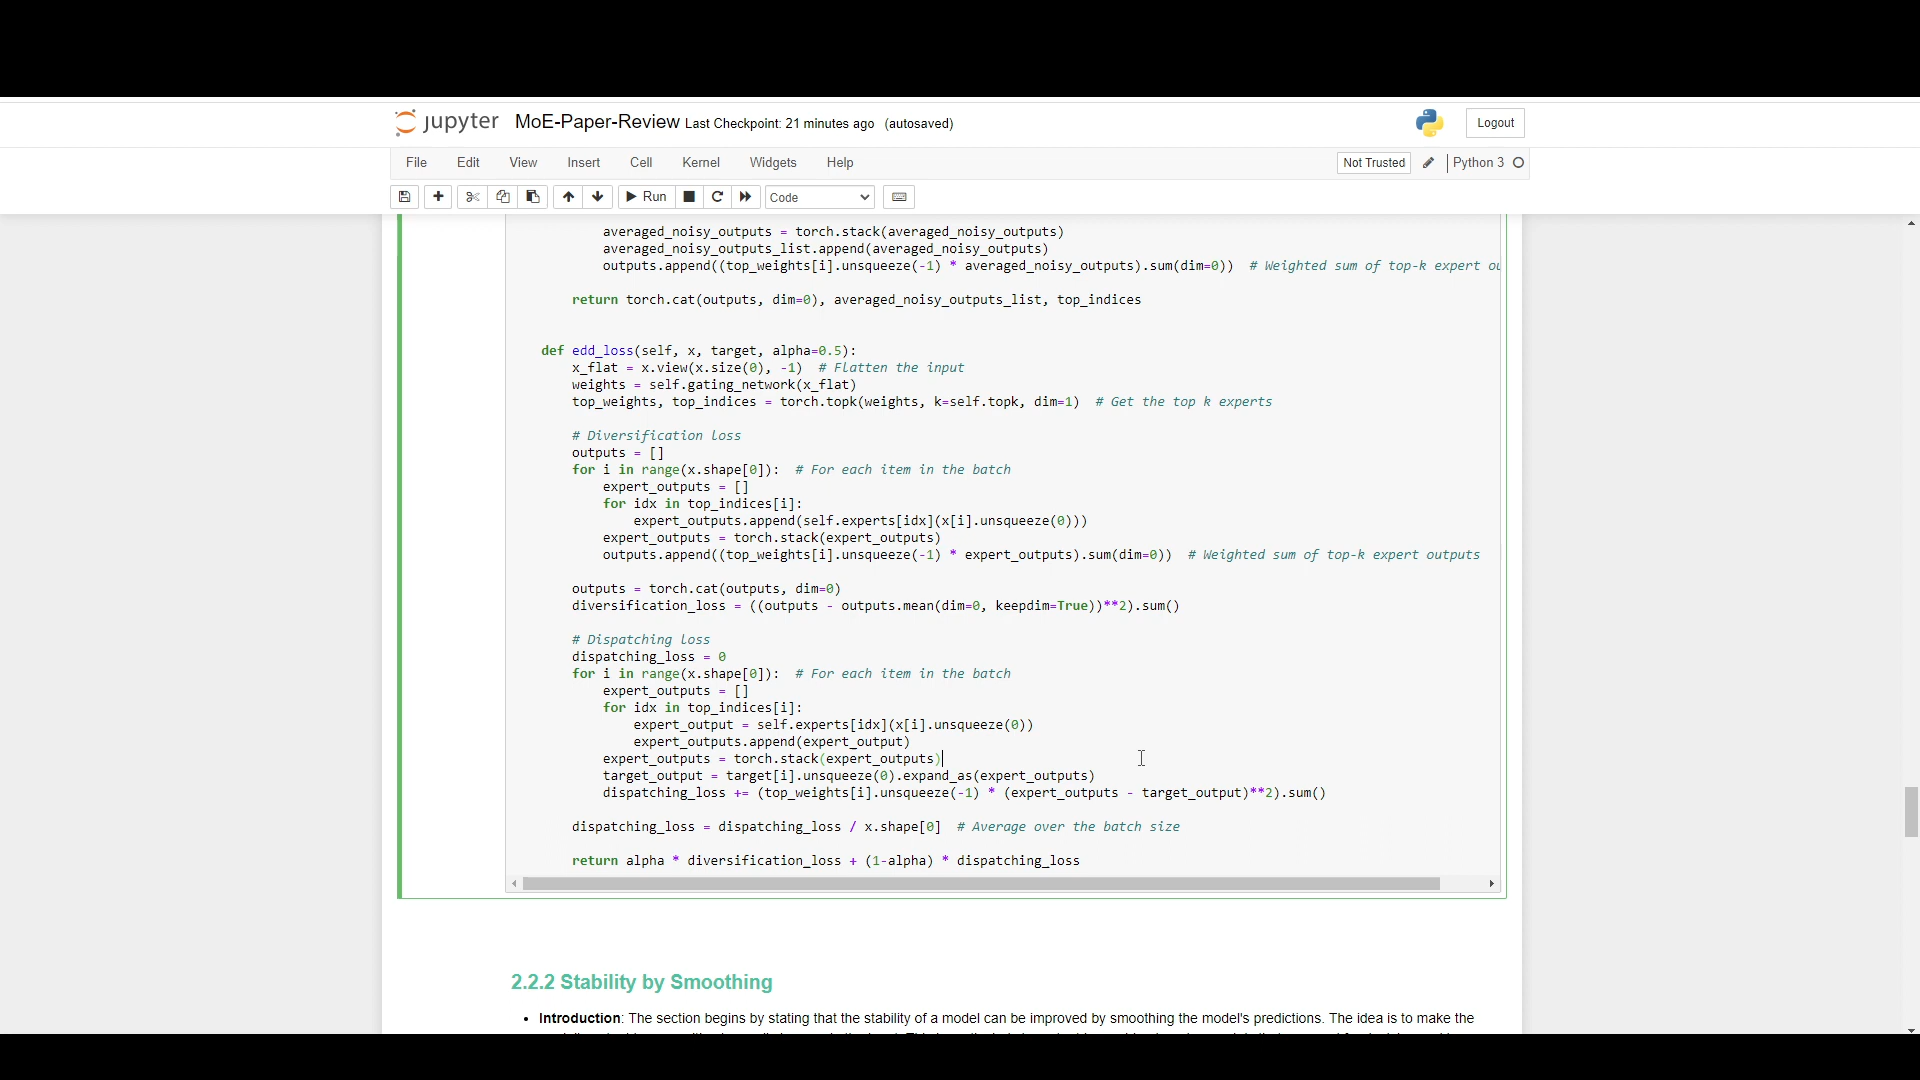 jupyter MoE-Paper-Review Last Checkpoint: 21 minutes ago (autosaved)
Logout
File Edit View Insert Cell Kernel Widgets Help
Not Trusted Python 3
Run Code
averaged_noisy_outputs = torch.stack(averaged_noisy_outputs)
averaged_noisy_outputs_list.append(averaged_noisy_outputs)
outputs.append((top_weights[i].unsqueeze(-1) * averaged_noisy_outputs).sum(dim=0)) # Weighted sum of top-k expert
return torch.cat(outputs, dim=0), averaged_noisy_outputs_list, top_indices
def edd_loss(self, x, target, alpha=0.5):
x_flat = x.view(x.size(0), -1) # Flatten the input
weights = self.gating_network(x_flat)
top_weights, top_indices = torch.topk(weights, k=self.topk, dim=1) # Get the top k experts
# Diversification loss
outputs = []
for i in range(x.shape[0]): # For each item in the batch
expert_outputs = []
for idx in top_indices[i]:
expert_outputs.append(self.experts[idx](x[i].unsqueeze(0)))
expert_outputs = torch.stack(expert_outputs)
outputs.append((top_weights[i].unsqueeze(-1) * expert_outputs).sum(dim=0)) # Weighted sum of top-k expert outputs
outputs = torch.cat(outputs, dim=0)
diversification_loss = ((outputs - outputs.mean(dim=0, keepdim=True))**2).sum()
# Dispatching loss
dispatching_loss = 0
for i in range(x.shape[0]): # For each item in the batch
expert_outputs = []
for idx in top_indices[i]:
expert_output = self.experts[idx](x[i].unsqueeze(0))
expert_outputs.append(expert_output)
expert_outputs = torch.stack(expert_outputs)
target_output = target[i].unsqueeze(0).expand_as(expert_outputs)
dispatching_loss += (top_weights[i].unsqueeze(-1) * (expert_outputs - target_output)**2).sum()
dispatching_loss = dispatching_loss / x.shape[0] # Average over the batch size
return alpha * diversification_loss + (1-alpha) * dispatching_loss
2.2.2 Stability by Smoothing
• Introduction: The section begins by stating that the stability of a model can be improved by smoothing the model's predictions. The idea is to make the